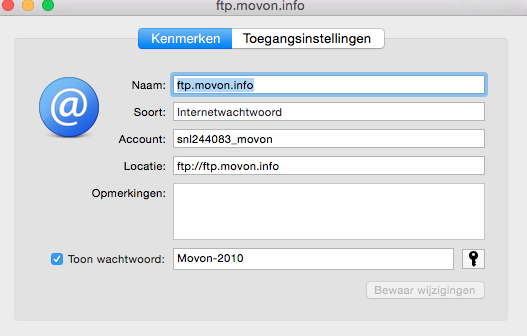 ftp.movon.info
Kenmerken Toegangsinstellingen
Naam: ftp.movon.info
Soort: Internetwachtwoord
Account: snl244083_movon
Locatie: ftp://ftp.movon.info
Opmerkingen:
Toon wachtwoord: Movon-2010
Bewaar wijzigingen